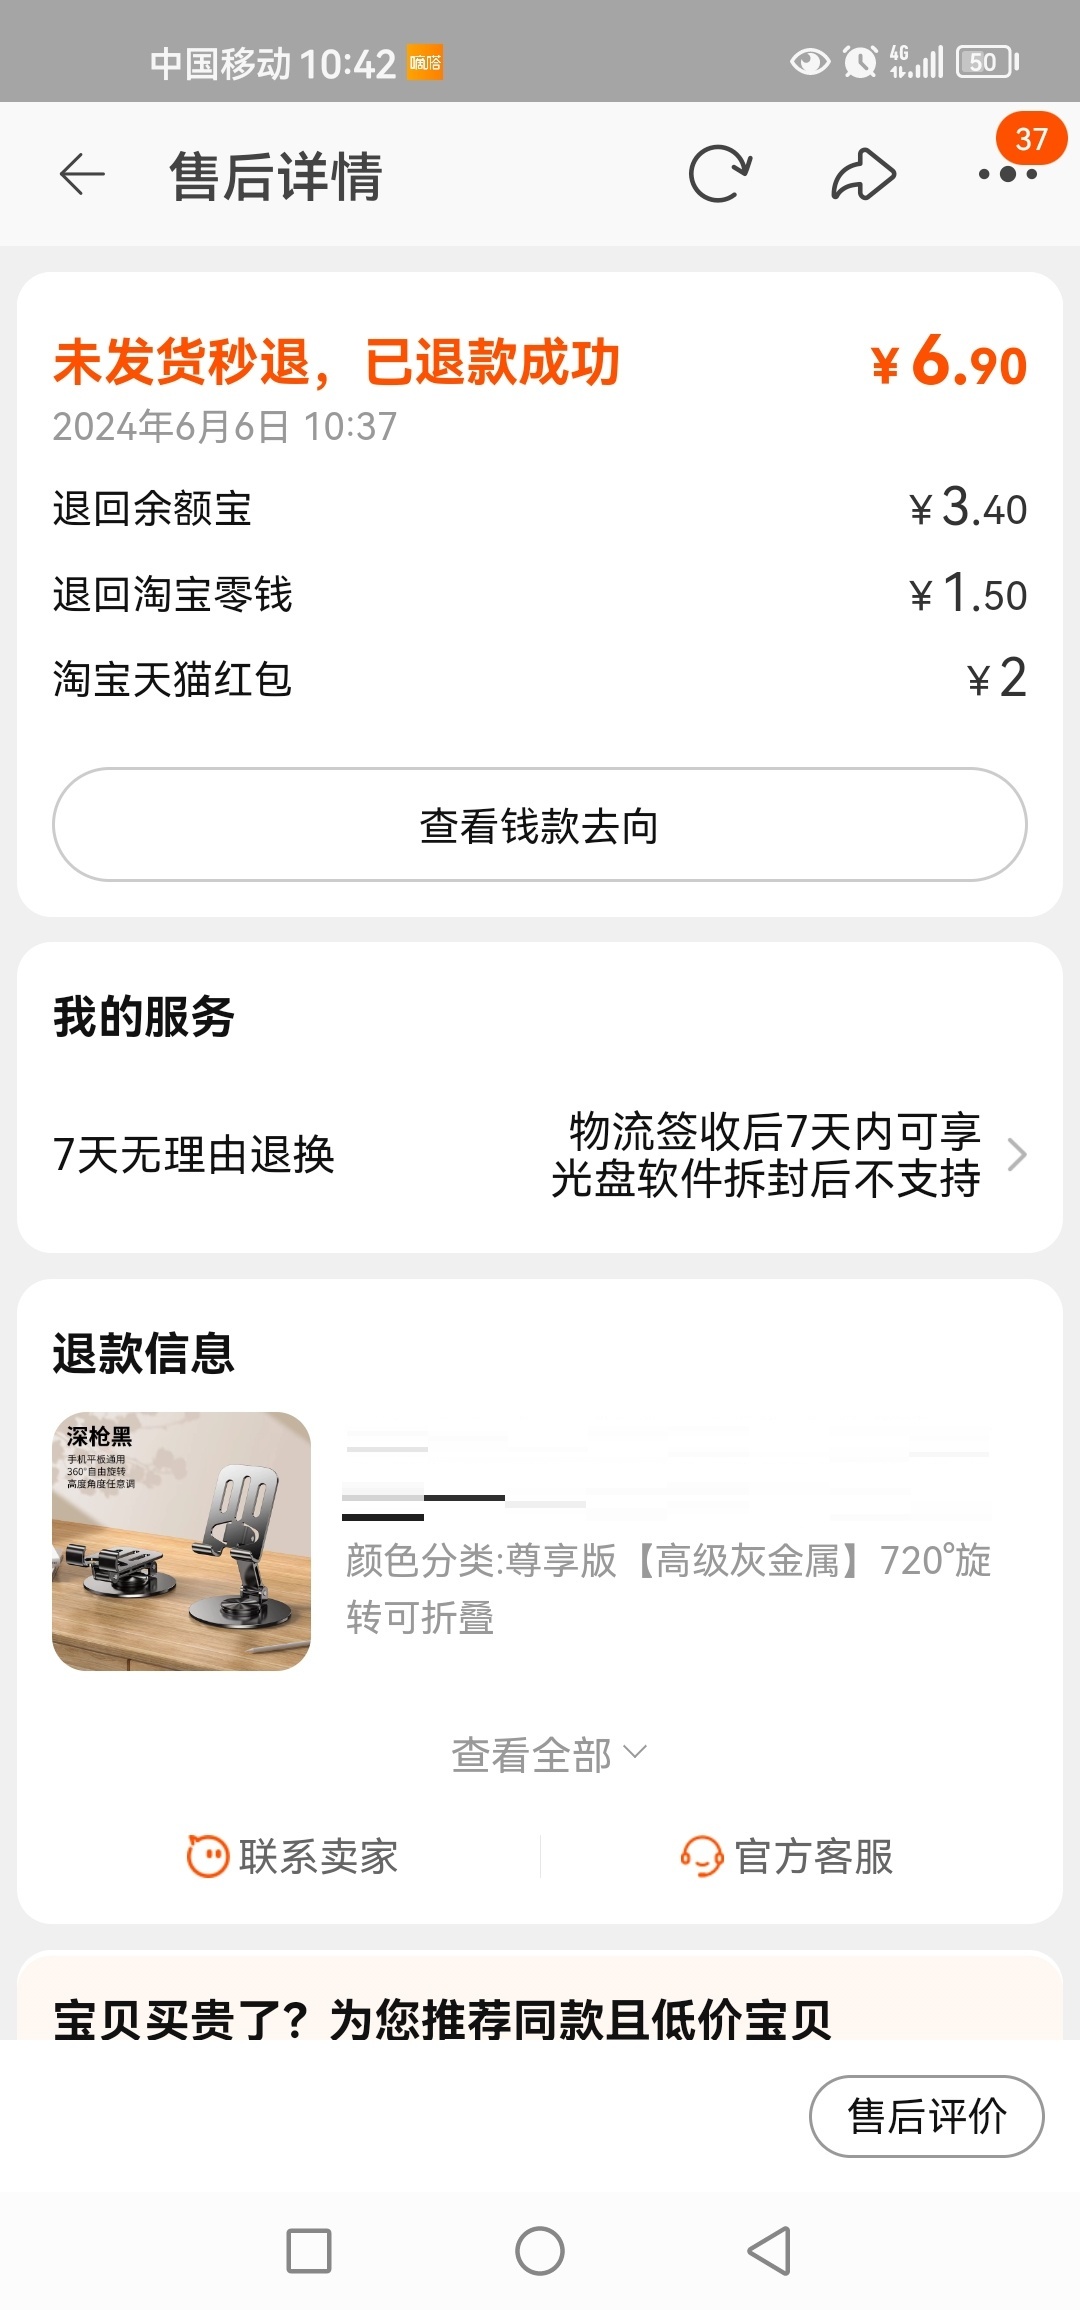 中国移动 10:42 嘀嗒
4G
50
售后详情
37
未发货秒退，已退款成功 ¥6.90
2024年6月6日 10:37
退回余额宝 ¥3.40
退回淘宝零钱 ¥1.50
淘宝天猫红包 ¥2
查看钱款去向
我的服务
7天无理由退换
物流签收后7天内可享
光盘软件拆封后不支持
退款信息
深枪黑
手机平板通用
360°自由旋转
高度角度任意调
颜色分类:尊享版【高级灰金属】720°旋
转可折叠
查看全部
联系卖家
官方客服
宝贝买贵了？为您推荐同款且低价宝贝
售后评价